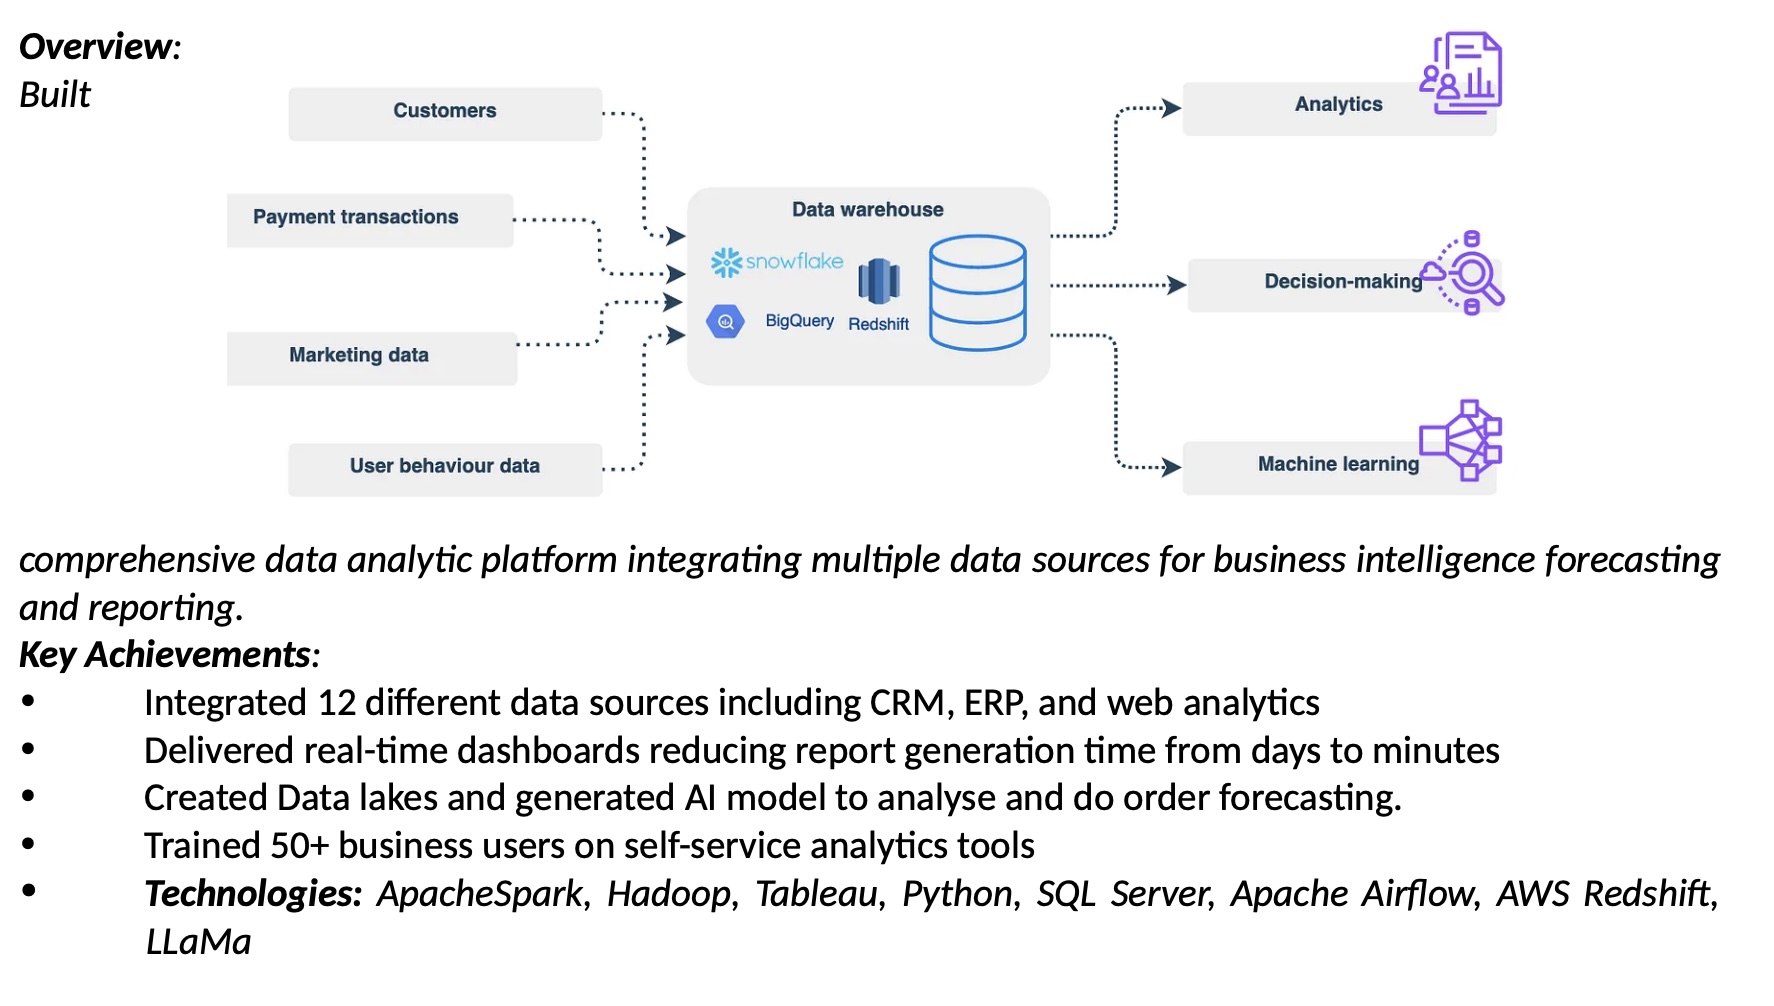 Overview:
Built
Customers
Payment transactions
Marketing data
User behaviour data
Data warehouse
snowflake
BigQuery
Redshift
Analytics
Decision-making
Machine learning
comprehensive data analytic platform integrating multiple data sources for business intelligence forecasting
and reporting.
Key Achievements:
• Integrated 12 different data sources including CRM, ERP, and web analytics
• Delivered real-time dashboards reducing report generation time from days to minutes
• Created Data lakes and generated AI model to analyse and do order forecasting.
• Trained 50+ business users on self-service analytics tools
• Technologies: ApacheSpark, Hadoop, Tableau, Python, SQL Server, Apache Airflow, AWS Redshift,
LLaMa